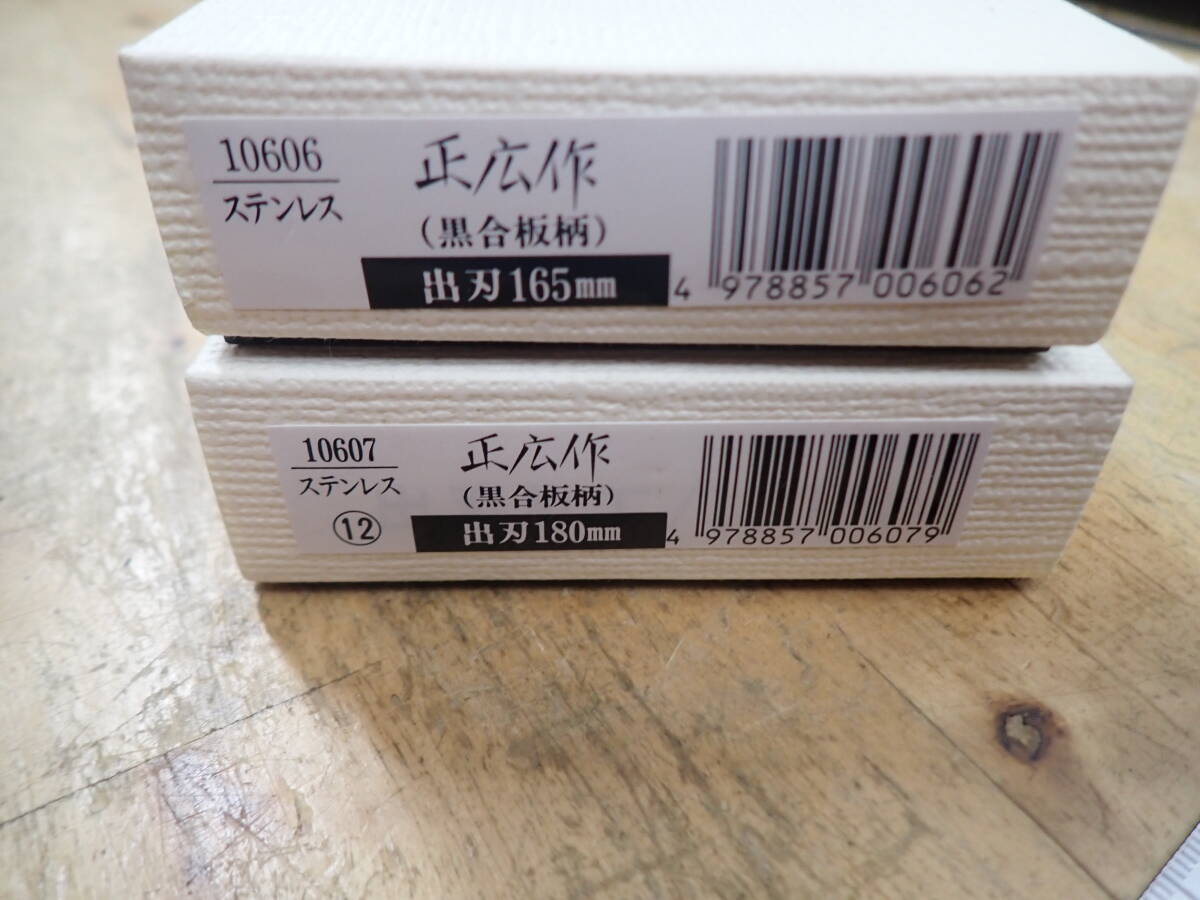 10606
ステンレス
正広作
(黒合板柄)
出刃165mm
4 978857 006062
10607
ステンレス
⑫
正広作
(黒合板柄)
出刃180mm
4 978857 006079